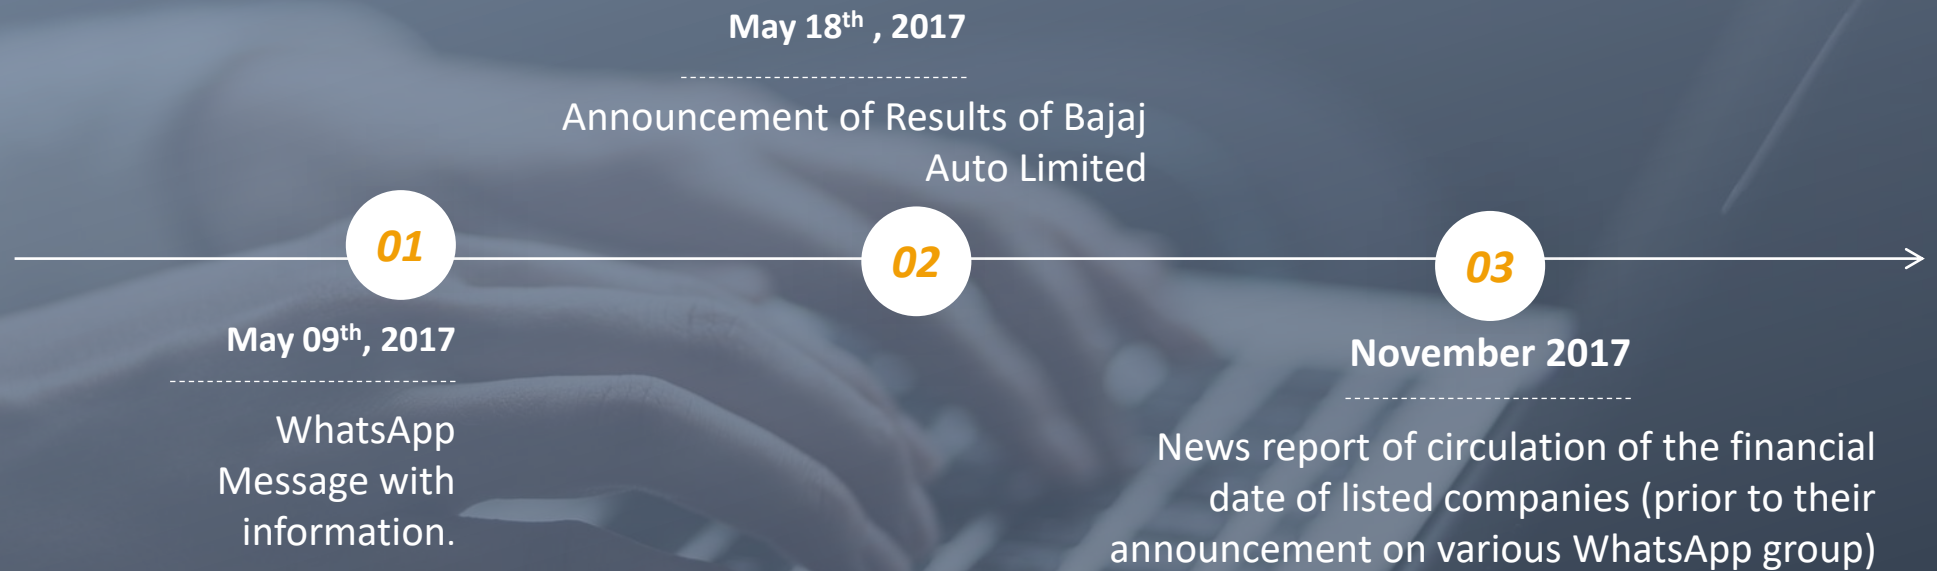 May 18th , 2017
Announcement of Results of Bajaj
Auto Limited
01
02
03
May 09th, 2017
WhatsApp
Message with
information.
November 2017
News report of circulation of the financial
date of listed companies (prior to their
announcement on various WhatsApp group)